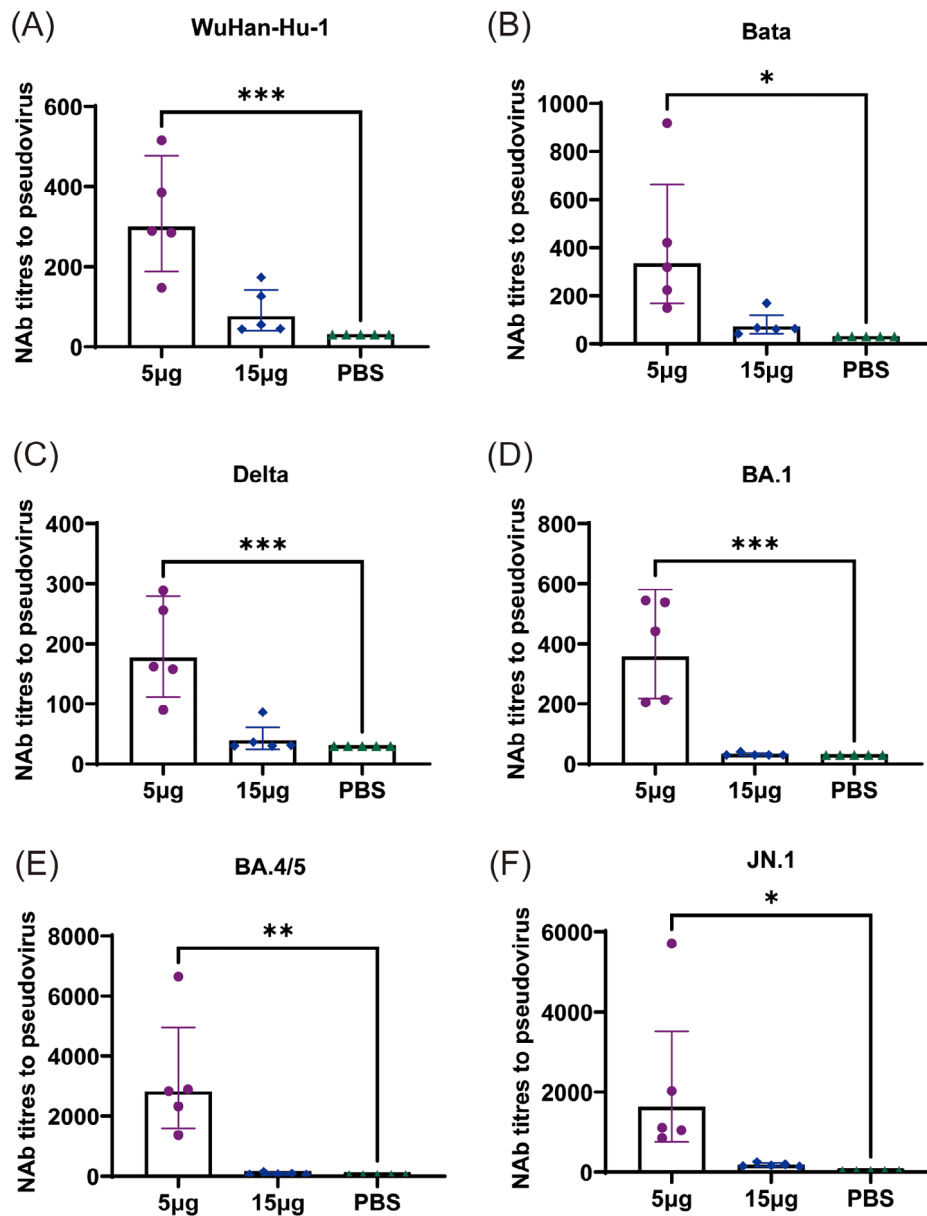 (A)
WuHan-Hu-1
NAb titres to pseudovirus
600
400
200
0
***
5µg 15µg PBS
(B)
Bata
NAb titres to pseudovirus
1000
800
600
400
200
0
*
5µg 15µg PBS
(C)
Delta
NAb titres to pseudovirus
400
300
200
100
0
***
5µg 15µg PBS
(D)
BA.1
NAb titres to pseudovirus
800
600
400
200
0
***
5µg 15µg PBS
(E)
BA.4/5
NAb titres to pseudovirus
8000
6000
4000
2000
0
**
5µg 15µg PBS
(F)
JN.1
NAb titres to pseudovirus
6000
4000
2000
0
*
5µg 15µg PBS